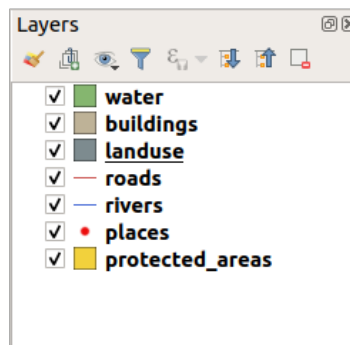 Layers
water
buildings
landuse
roads
rivers
places
protected_areas